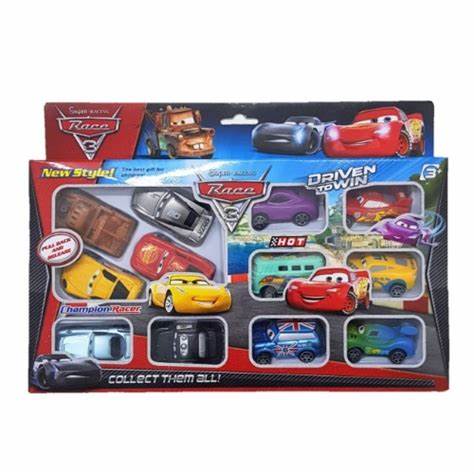 Super-RACING
Race
3
New Style!
The best gift for
Super-RACING
Race
3
DRIVEN
TO WIN
3+
PULL BACK
AND
RELEASE
HOT
Champion Racer
COLLECT THEM ALL!